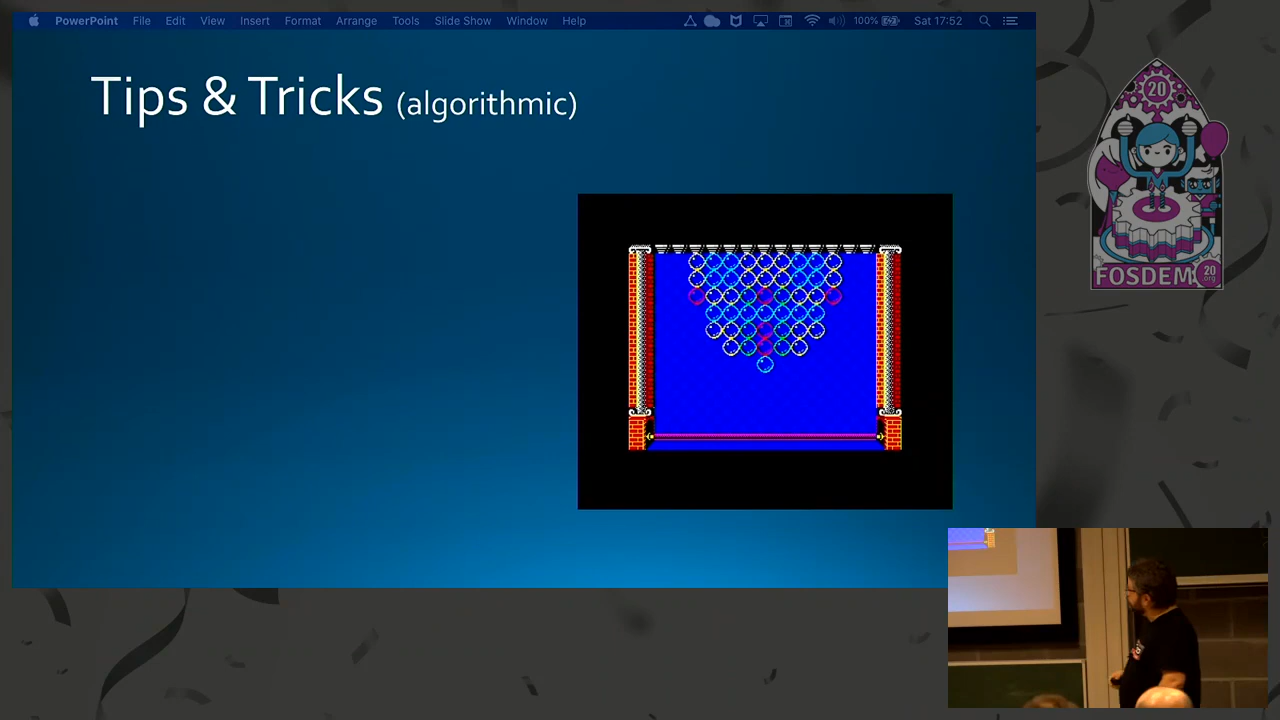 PowerPoint File Edit View Insert Format Arrange Tools Slide Show Window Help 100% Sat 17:52
Tips & Tricks (algorithmic)
20
FOSDEM 20
.org